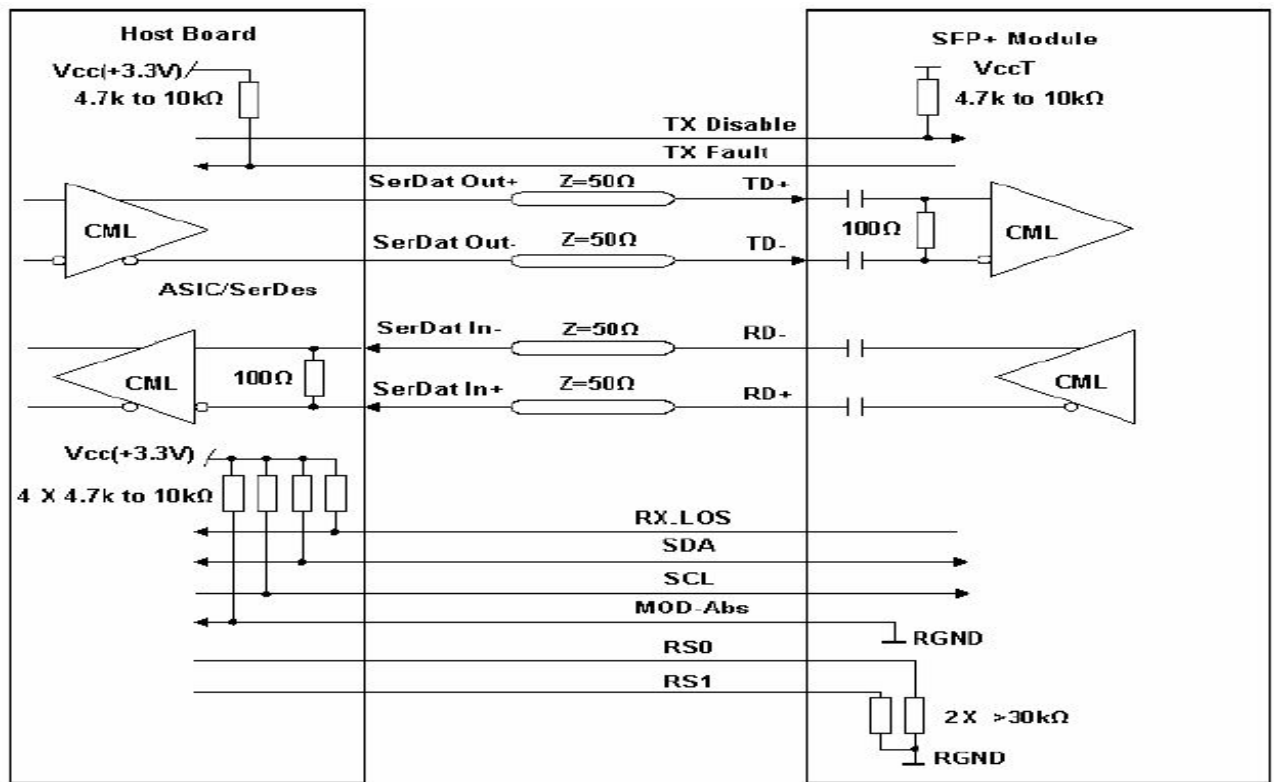 Host Board
SFP+ Module
Vcc(+3.3V)
VccT
4.7k to 10kΩ
4.7k to 10kΩ
TX Disable
TX Fault
SerDat Out+
Z=50Ω
TD+
CML
100Ω
CML
SerDat Out-
Z=50Ω
TD-
ASIC/SerDes
SerDat In-
Z=50Ω
RD-
CML
100Ω
CML
SerDat In+
Z=50Ω
RD+
Vcc(+3.3V)
4 X 4.7k to 10kΩ
RX_LOS
SDA
SCL
MOD-Abs
RGND
RS0
RS1
2X >30kΩ
RGND